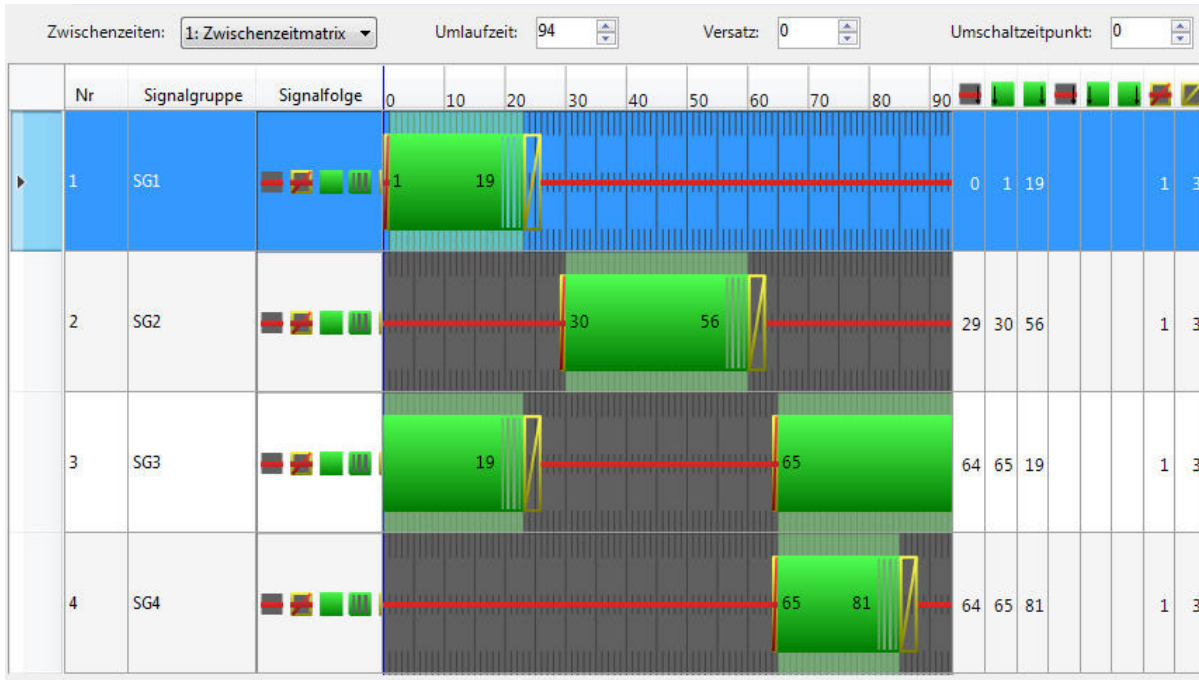 Zwischenzeiten: 1: Zwischenzeitmatrix Umlaufzeit: 94 Versatz: 0 Umschaltzeitpunkt: 0
Nr Signalgruppe Signalfolge 0 10 20 30 40 50 60 70 80 90
1 SG1 1 19 0 1 19 1 3
2 SG2 30 56 29 30 56 1 3
3 SG3 19 65 64 65 19 1 3
4 SG4 65 81 64 65 81 1 3